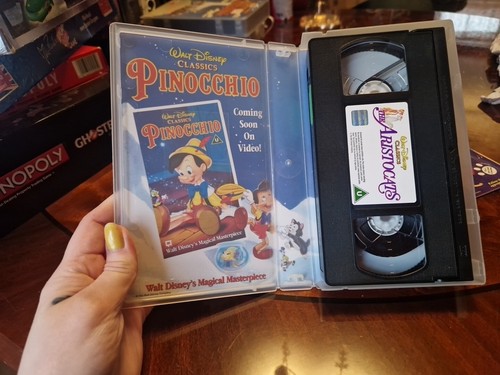 WALT DISNEY
CLASSICS
PINOCCHIO
WALT DISNEY
CLASSICS
PINOCCHIO
U
Walt Disney's Magical Masterpiece
Coming
Soon
On
Video!
Walt Disney's Magical Masterpiece
WALT DISNEY
CLASSICS
THE ARISTOCATS
U
MONOPOLY
GHOST